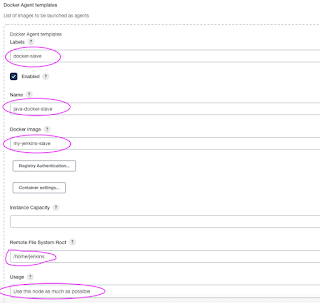 Docker Agent templates
List of Images to be launched as agents
Docker Agent templates
Labels ?
docker-slave
Enabled ?
Name ?
java-docker-slave
Docker Image ?
my-jenkins-slave
Registry Authentication...
Container settings...
Instance Capacity ?
Remote File System Root ?
/home/jenkins
Usage ?
Use this node as much as possible